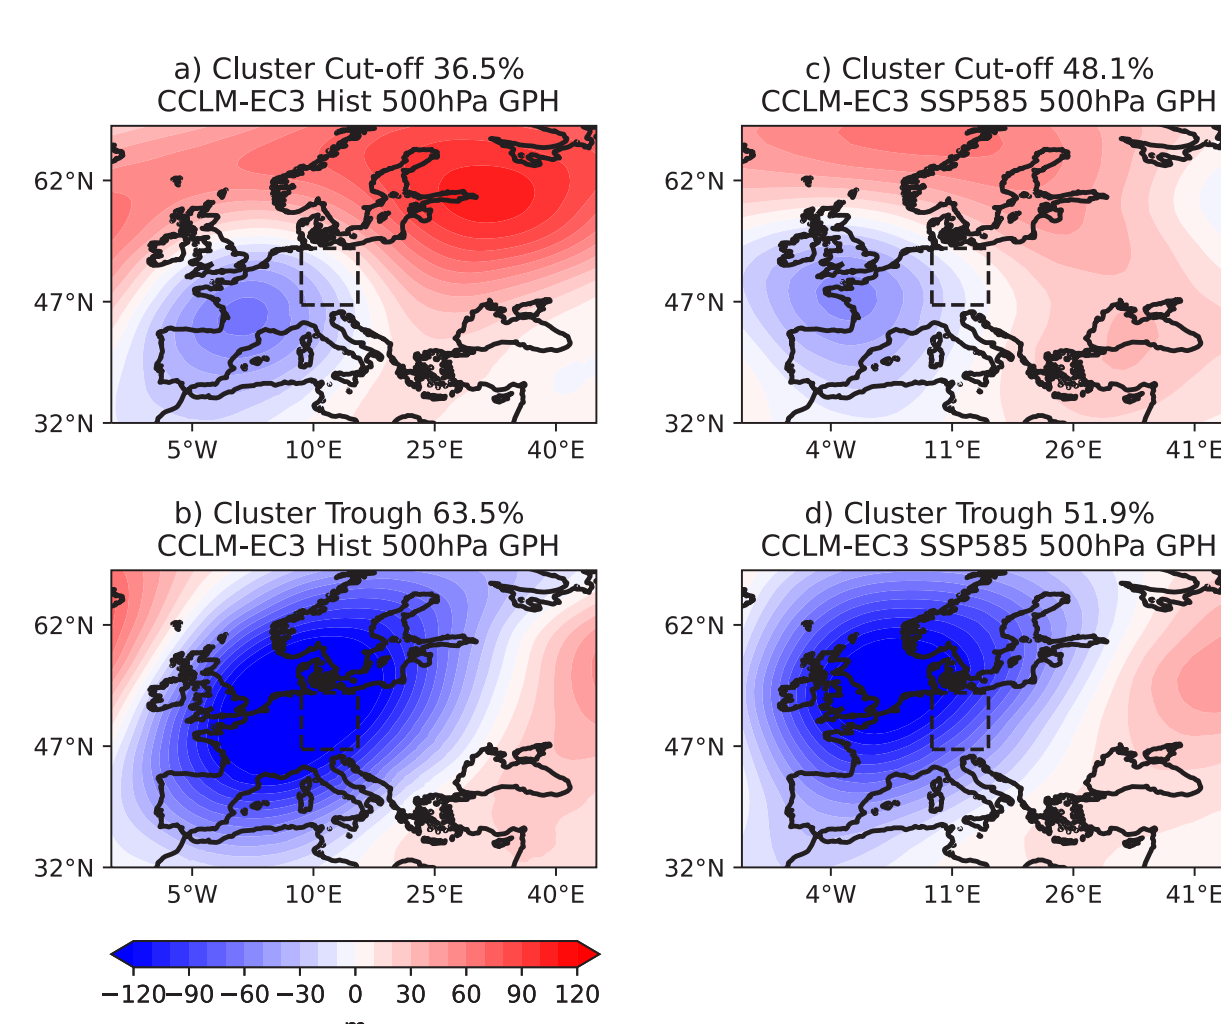 a) Cluster Cut-off 36.5%
CCLM-EC3 Hist 500hPa GPH
62°N
47°N
32°N
5°W 10°E 25°E 40°E
c) Cluster Cut-off 48.1%
CCLM-EC3 SSP585 500hPa GPH
62°N
47°N
32°N
4°W 11°E 26°E 41°E
b) Cluster Trough 63.5%
CCLM-EC3 Hist 500hPa GPH
62°N
47°N
32°N
5°W 10°E 25°E 40°E
d) Cluster Trough 51.9%
CCLM-EC3 SSP585 500hPa GPH
62°N
47°N
32°N
4°W 11°E 26°E 41°E
−120 −90 −60 −30 0 30 60 90 120